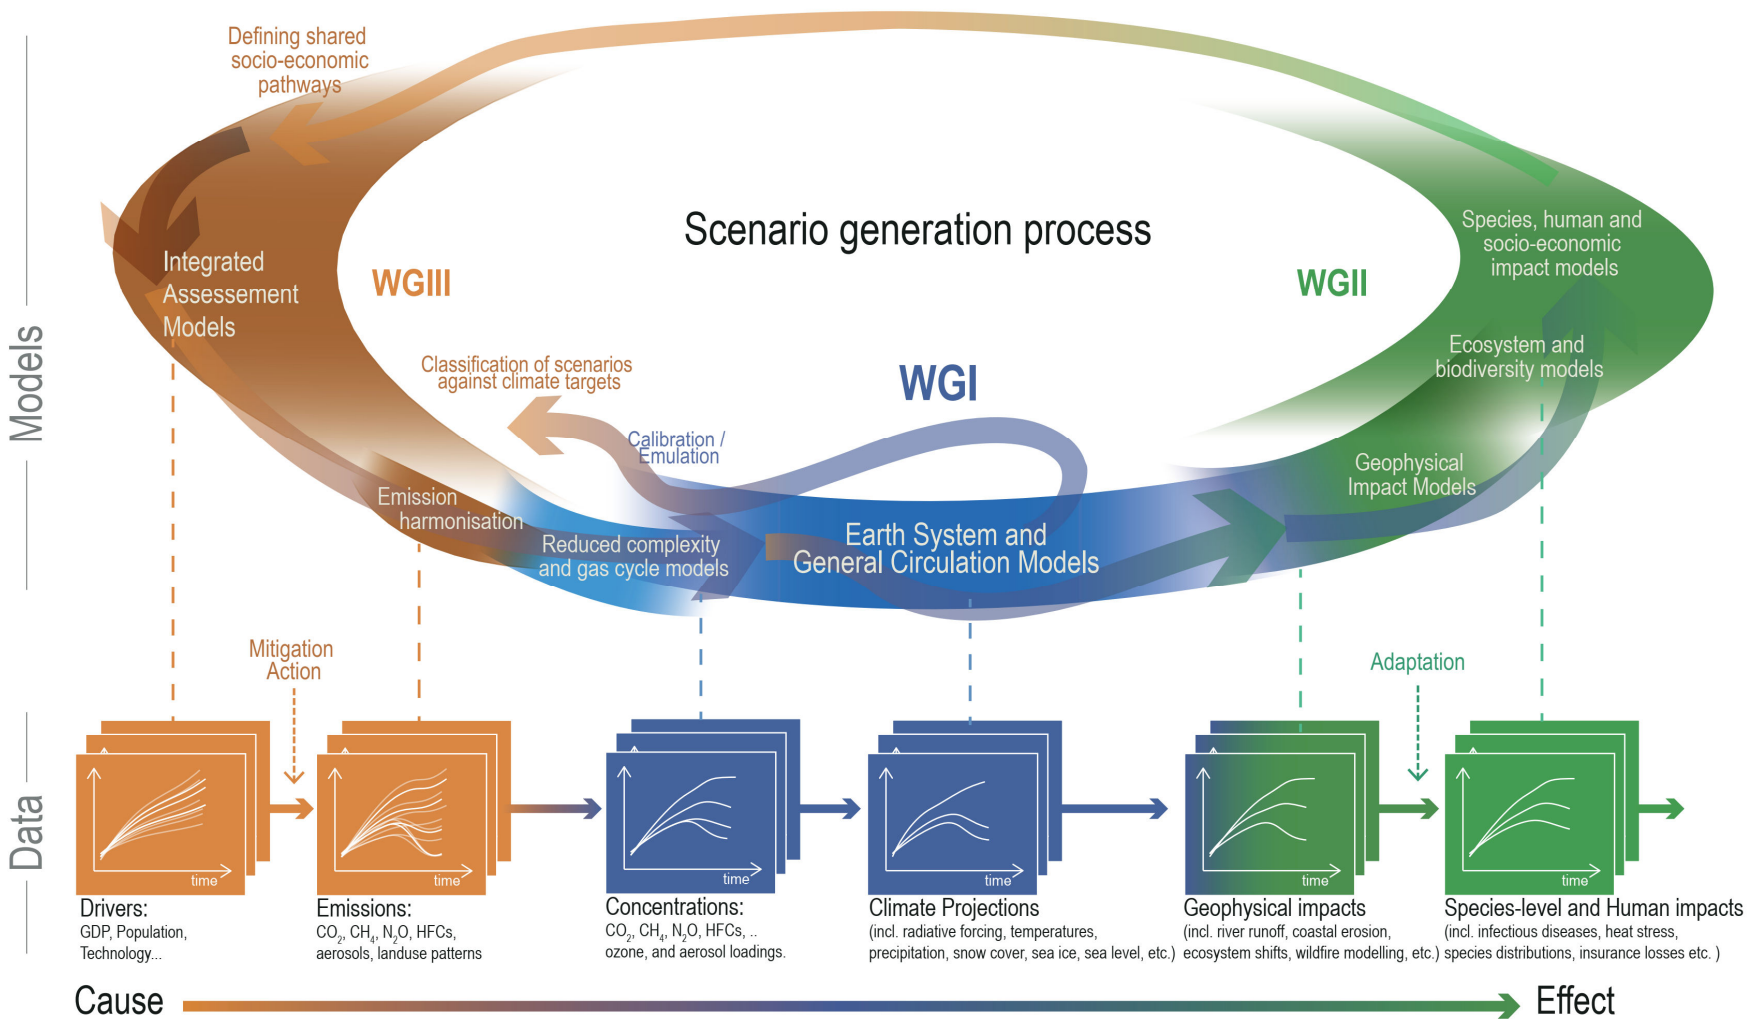 Defining shared
socio-economic
pathways
Scenario generation process
Models
Integrated
Assessement
Models
WGIII
WGII
Species, human and
socio-economic
impact models
Ecosystem and
biodiversity models
Classification of scenarios
against climate targets
WGI
Calibration /
Emulation
Geophysical
Impact Models
Emission
harmonisation
Reduced complexity
and gas cycle models
Earth System and
General Circulation Models
Mitigation
Action
Adaptation
Data
time
time
time
time
time
time
Drivers:
GDP, Population,
Technology...
Emissions:
CO₂, CH₄, N₂O, HFCs,
aerosols, landuse patterns
Concentrations:
CO₂, CH₄, N₂O, HFCs, ..
ozone, and aerosol loadings.
Climate Projections
(incl. radiative forcing, temperatures,
precipitation, snow cover, sea ice, sea level, etc.)
Geophysical impacts
(incl. river runoff, coastal erosion,
ecosystem shifts, wildfire modelling, etc.)
Species-level and Human impacts
(incl. infectious diseases, heat stress,
species distributions, insurance losses etc. )
Cause
Effect